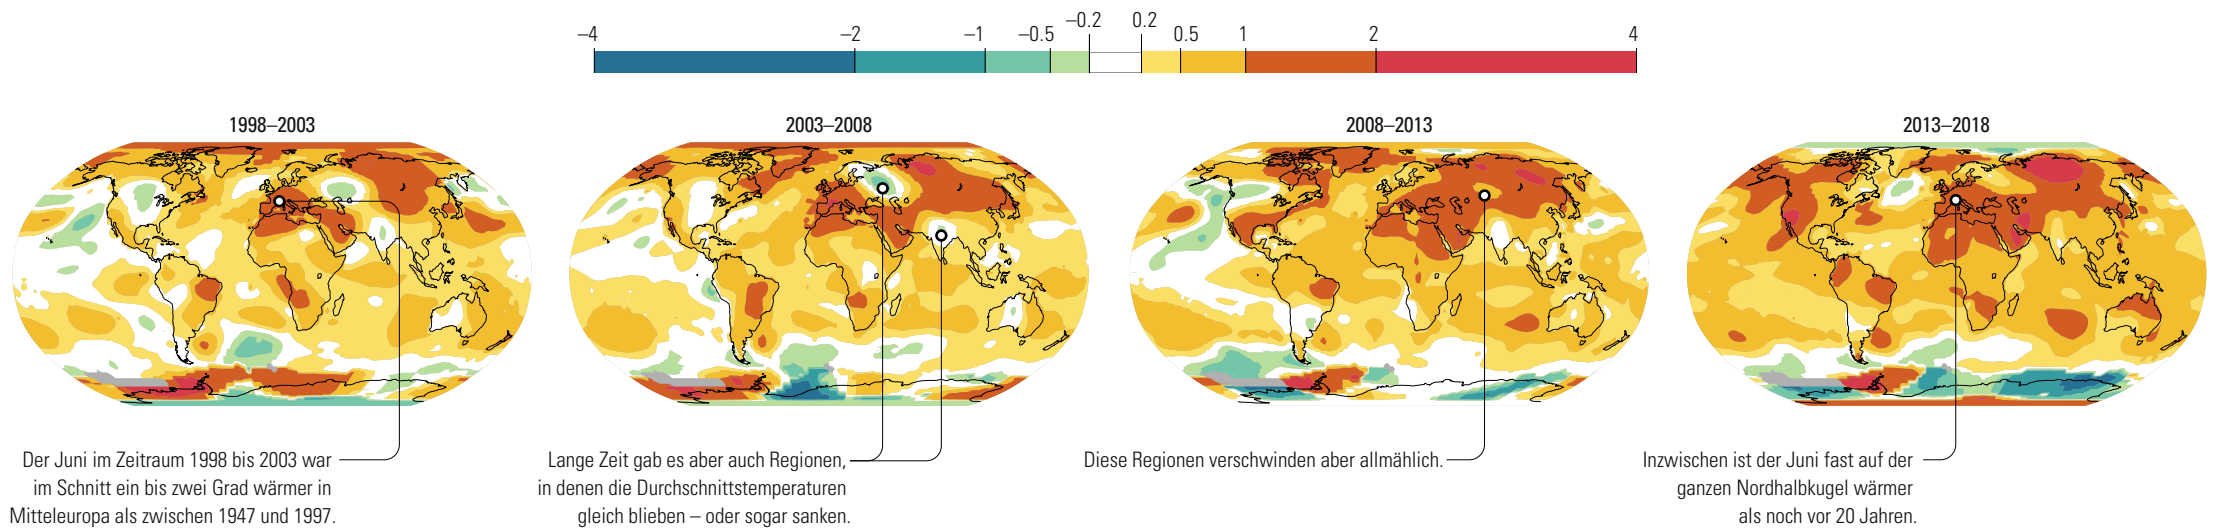 –4 –2 –1 –0.5 –0.2 0.2 0.5 1 2 4
1998–2003
2003–2008
2008–2013
2013–2018
Der Juni im Zeitraum 1998 bis 2003 war
im Schnitt ein bis zwei Grad wärmer in
Mitteleuropa als zwischen 1947 und 1997.
Lange Zeit gab es aber auch Regionen,
in denen die Durchschnittstemperaturen
gleich blieben – oder sogar sanken.
Diese Regionen verschwinden aber allmählich.
Inzwischen ist der Juni fast auf der
ganzen Nordhalbkugel wärmer
als noch vor 20 Jahren.